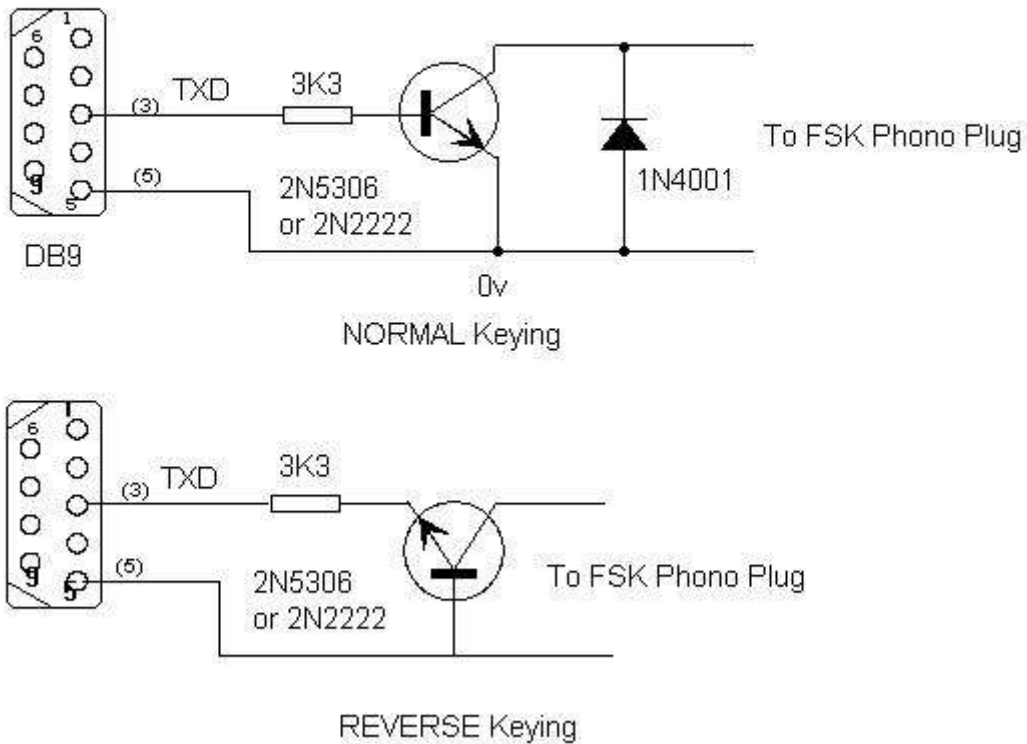 1
6
9
5
(3)
TXD
3K3
(5)
2N5306
or 2N2222
1N4001
To FSK Phono Plug
DB9
0v
NORMAL Keying
1
6
9
5
(3)
TXD
3K3
(5)
2N5306
or 2N2222
To FSK Phono Plug
REVERSE Keying